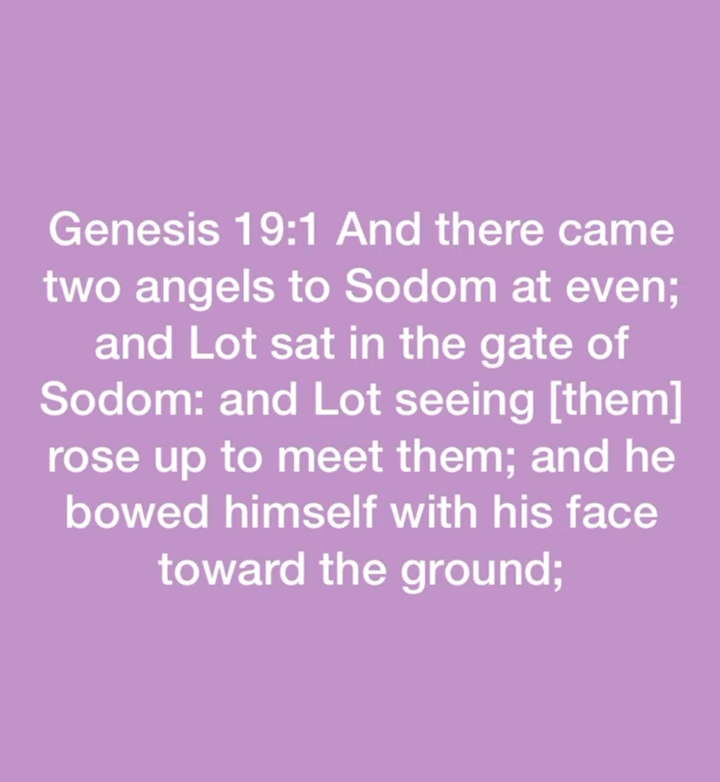 Genesis 19:1 And there came
two angels to Sodom at even;
and Lot sat in the gate of
Sodom: and Lot seeing [them]
rose up to meet them; and he
bowed himself with his face
toward the ground;